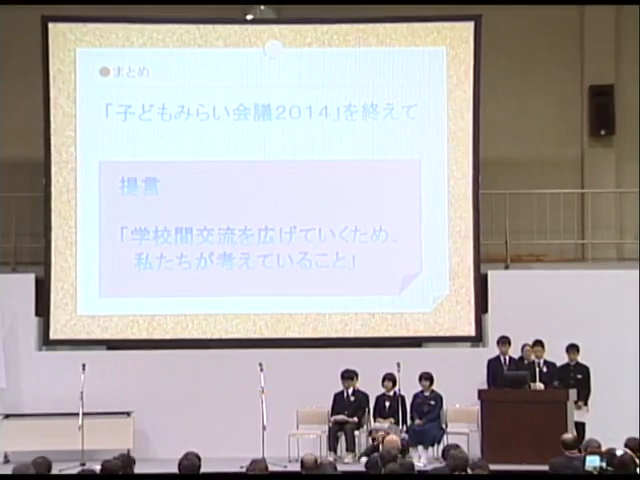 ●まとめ
「子どもみらい会議2014」を終えて
提言
「学校間交流を広げていくため、
私たちが考えていること」